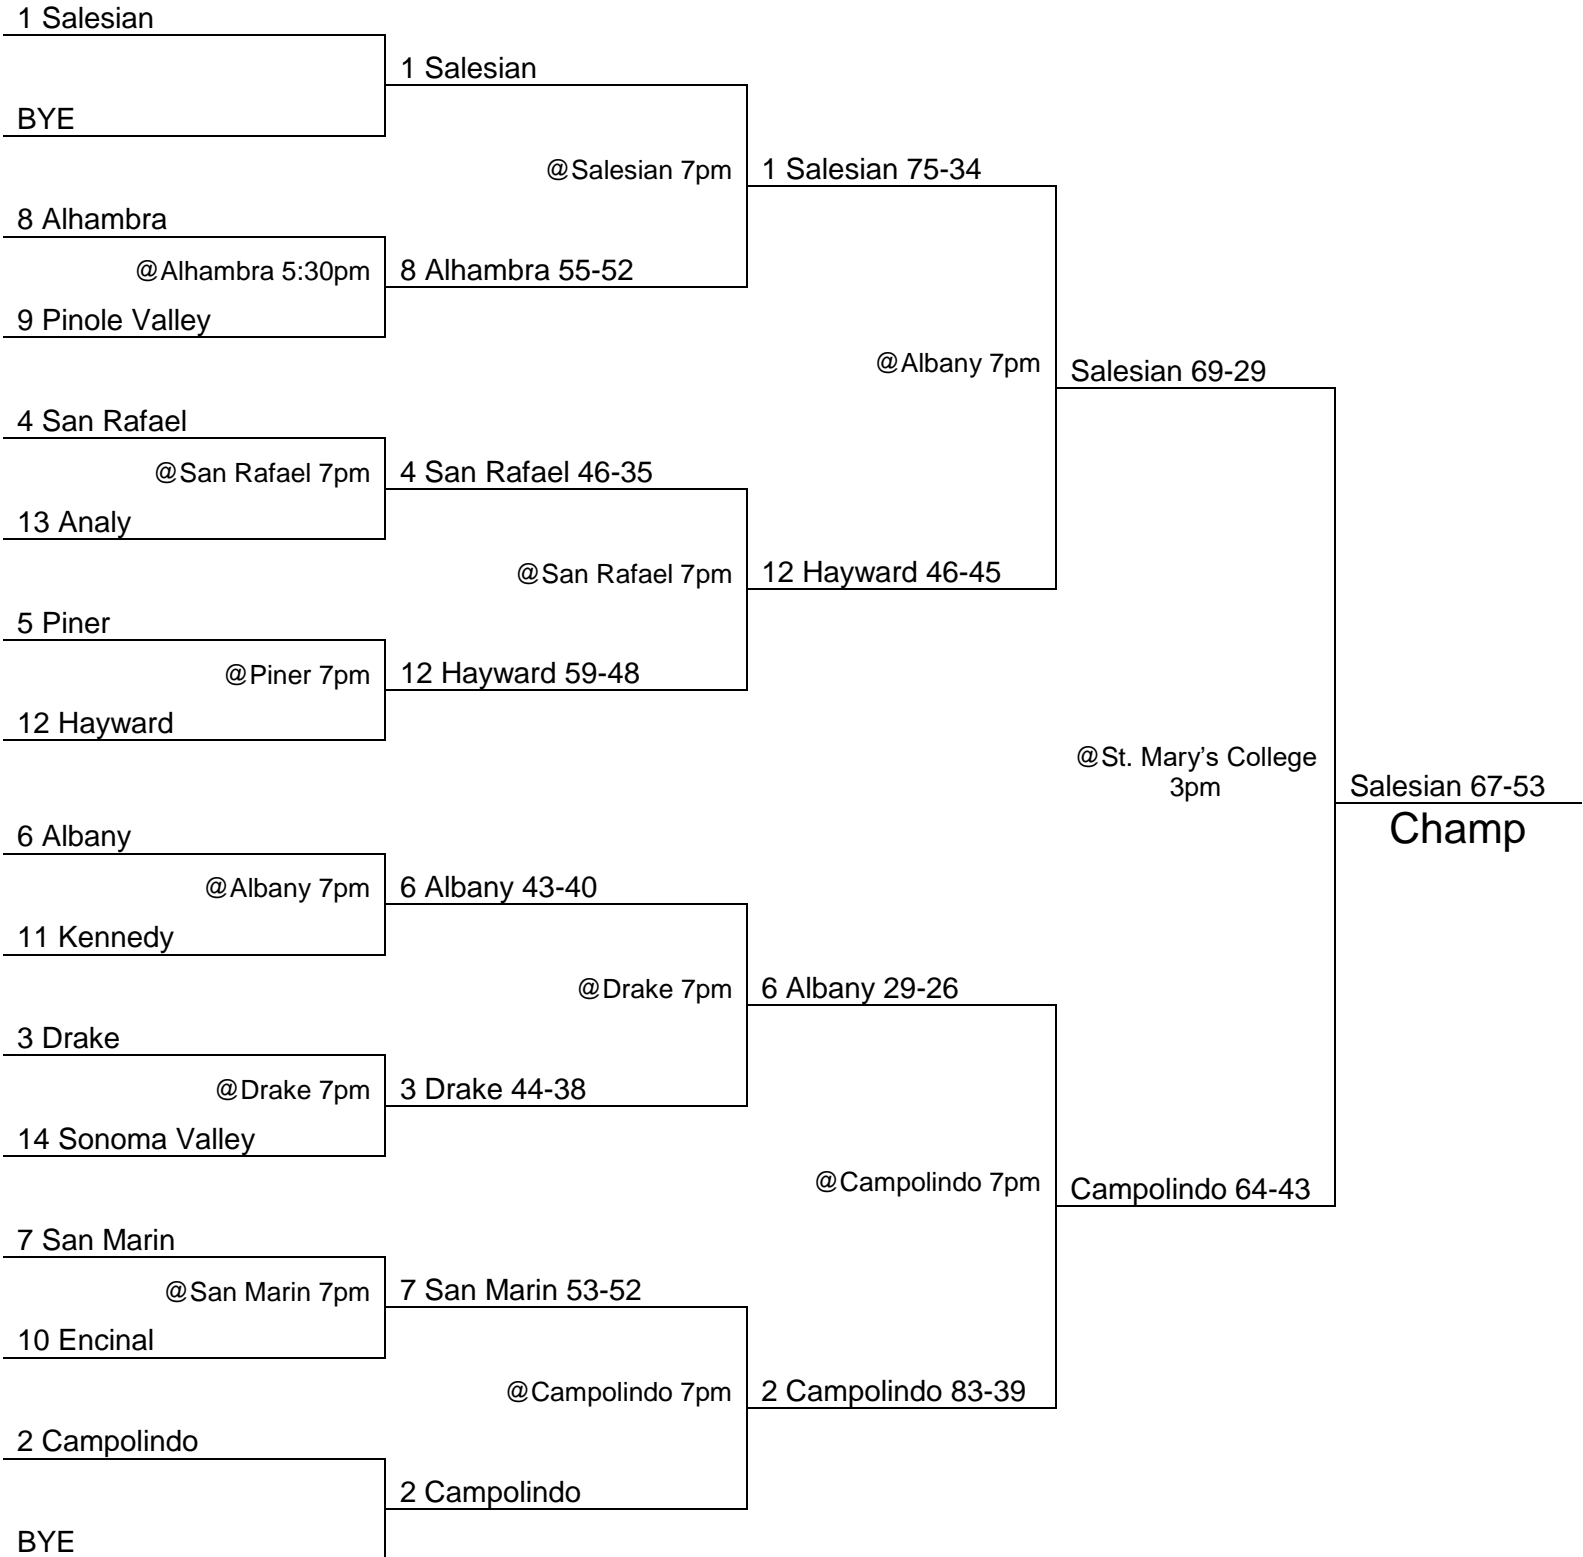 1 Salesian
1 Salesian
BYE
@Salesian 7pm
1 Salesian 75-34
8 Alhambra
@Alhambra 5:30pm
8 Alhambra 55-52
9 Pinole Valley
@Albany 7pm
Salesian 69-29
4 San Rafael
@San Rafael 7pm
4 San Rafael 46-35
13 Analy
@San Rafael 7pm
12 Hayward 46-45
5 Piner
@Piner 7pm
12 Hayward 59-48
12 Hayward
@St. Mary’s College
3pm
Salesian 67-53
Champ
6 Albany
@Albany 7pm
6 Albany 43-40
11 Kennedy
@Drake 7pm
6 Albany 29-26
3 Drake
@Drake 7pm
3 Drake 44-38
14 Sonoma Valley
@Campolindo 7pm
Campolindo 64-43
7 San Marin
@San Marin 7pm
7 San Marin 53-52
10 Encinal
@Campolindo 7pm
2 Campolindo 83-39
2 Campolindo
2 Campolindo
BYE